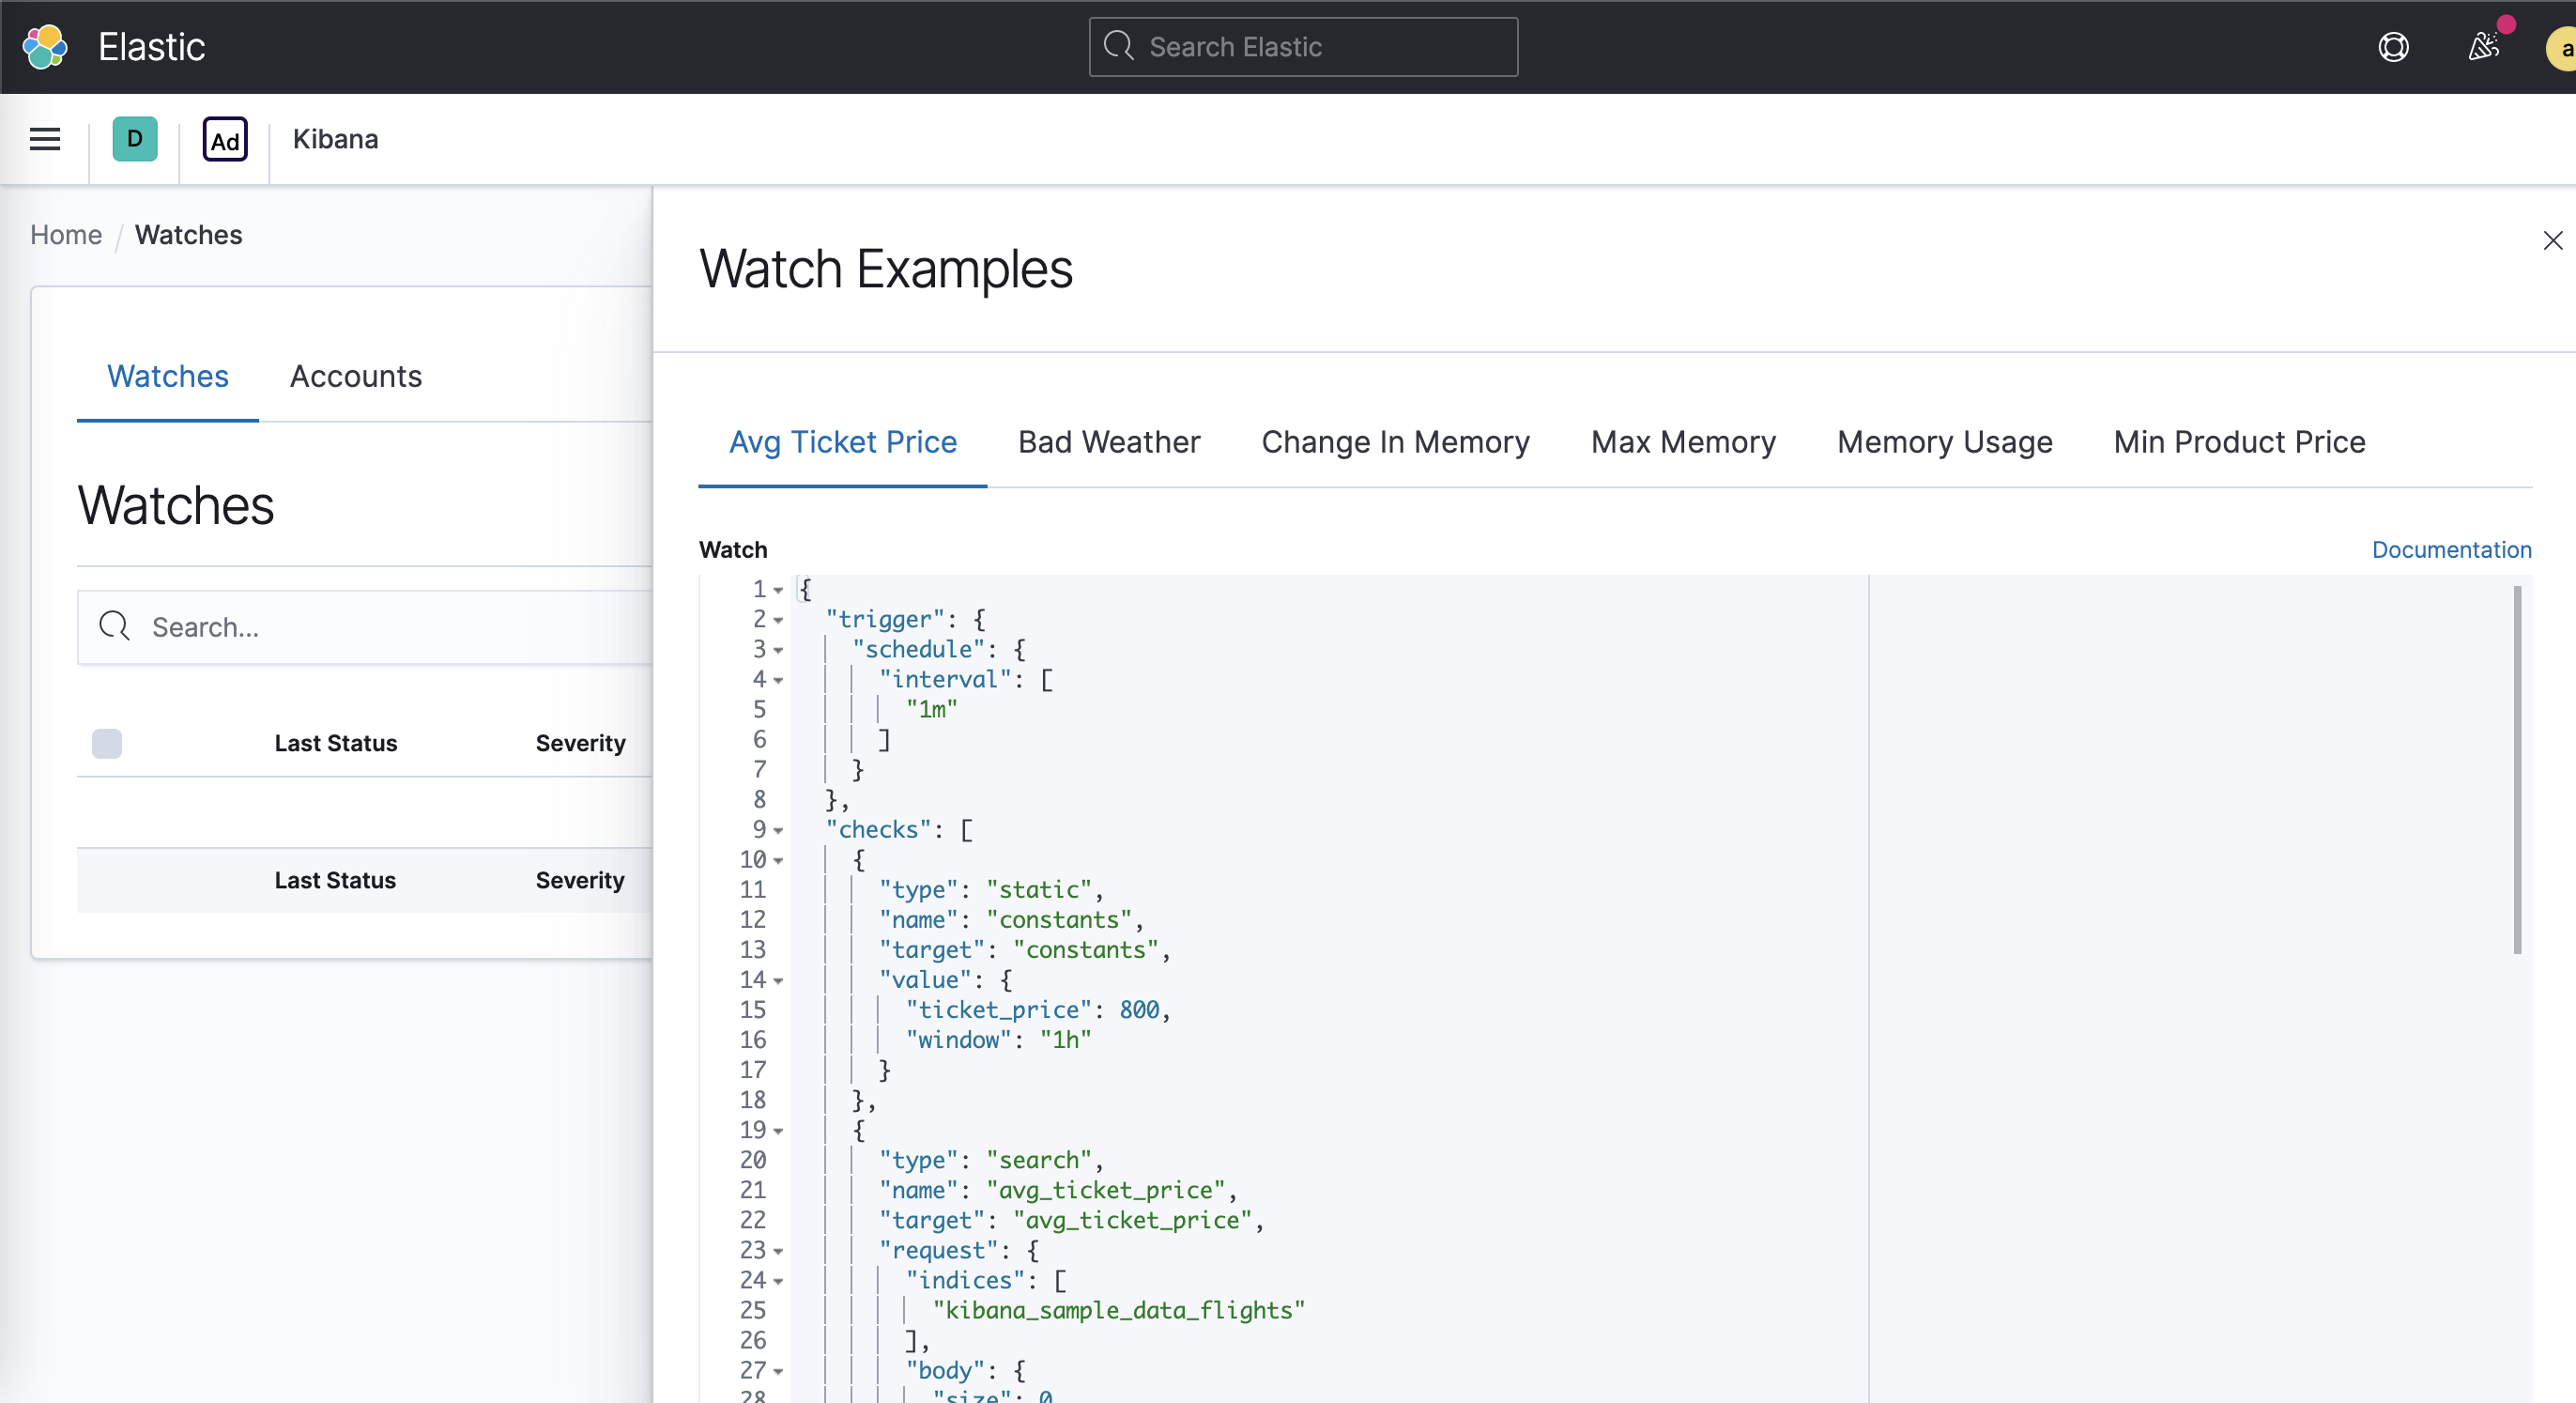 Elastic
Search Elastic
a
D
Ad
Kibana
Home / Watches
Watches Accounts
Watches
Search...
Last Status Severity
Last Status Severity
Watch Examples
Avg Ticket Price Bad Weather Change In Memory Max Memory Memory Usage Min Product Price
Watch Documentation
1 {
2 "trigger": {
3 "schedule": {
4 "interval": [
5 "1m"
6 ]
7 }
8 },
9 "checks": [
10 {
11 "type": "static",
12 "name": "constants",
13 "target": "constants",
14 "value": {
15 "ticket_price": 800,
16 "window": "1h"
17 }
18 },
19 {
20 "type": "search",
21 "name": "avg_ticket_price",
22 "target": "avg_ticket_price",
23 "request": {
24 "indices": [
25 "kibana_sample_data_flights"
26 ],
27 "body": {
28 "size": 0